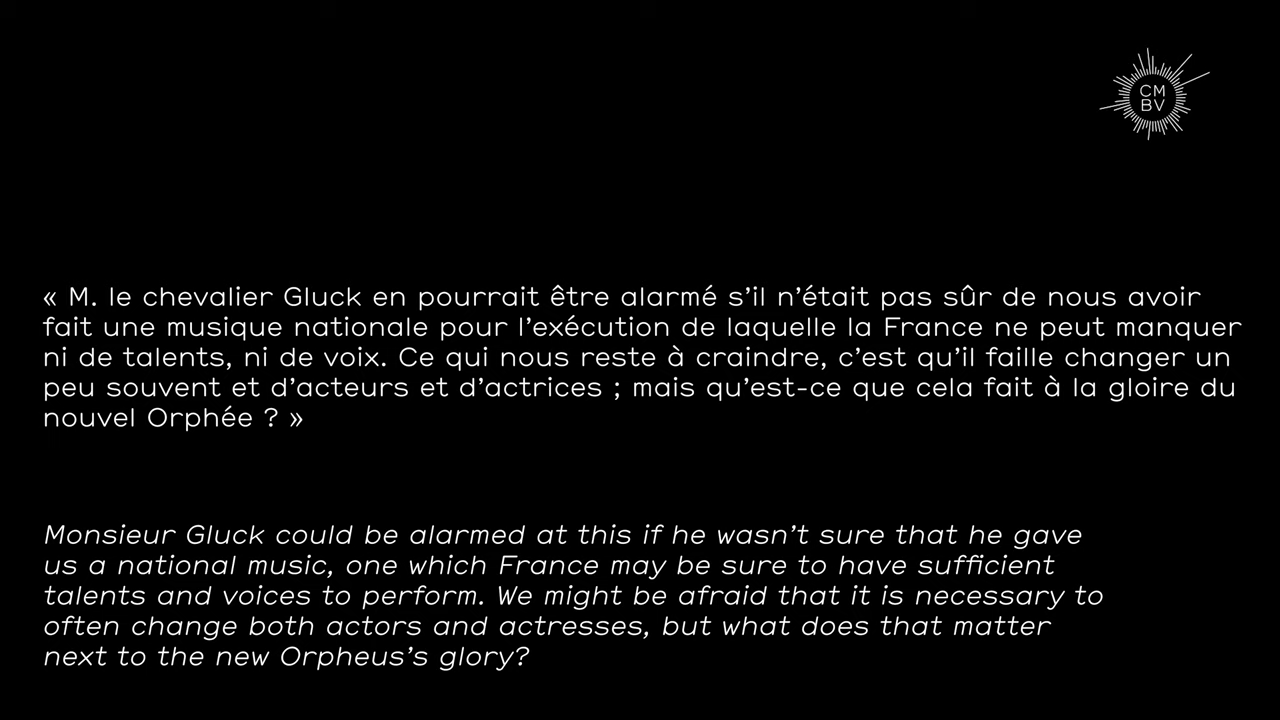 CM
BV
« M. le chevalier Gluck en pourrait être alarmé s’il n’était pas sûr de nous avoir
fait une musique nationale pour l’exécution de laquelle la France ne peut manquer
ni de talents, ni de voix. Ce qui nous reste à craindre, c’est qu’il faille changer un
peu souvent et d’acteurs et d’actrices ; mais qu’est-ce que cela fait à la gloire du
nouvel Orphée ? »
Monsieur Gluck could be alarmed at this if he wasn’t sure that he gave
us a national music, one which France may be sure to have sufficient
talents and voices to perform. We might be afraid that it is necessary to
often change both actors and actresses, but what does that matter
next to the new Orpheus’s glory?